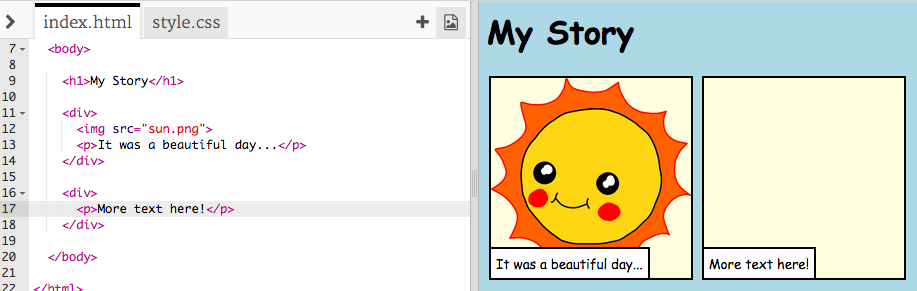 index.html style.css
7 <body>
8
9 <h1>My Story</h1>
10
11 <div>
12 <img src="sun.png">
13 <p>It was a beautiful day...</p>
14 </div>
15
16 <div>
17 <p>More text here!</p>
18 </div>
19
20 </body>
21
22 </html>
My Story
It was a beautiful day...
More text here!